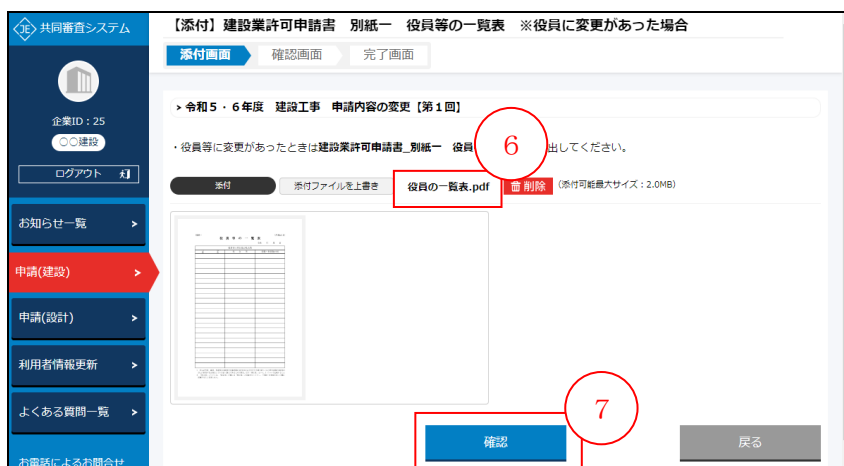 JE 共同審査システム
企業ID：25
〇〇建設
ログアウト
お知らせ一覧 >
申請(建設) >
申請(設計) >
利用者情報更新 >
よくある質問一覧 >
お電話によるお問合せ
【添付】建設業許可申請書 別紙一 役員等の一覧表 ※役員に変更があった場合
添付画面 確認画面 完了画面
> 令和５・６年度 建設工事 申請内容の変更【第１回】
・役員等に変更があったときは建設業許可申請書_別紙一 役員 出してください。
6
添付 添付ファイルを上書き 役員の一覧表.pdf 削除 (添付可能最大サイズ：2.0MB)
役員等の一覧表
7
確認 戻る